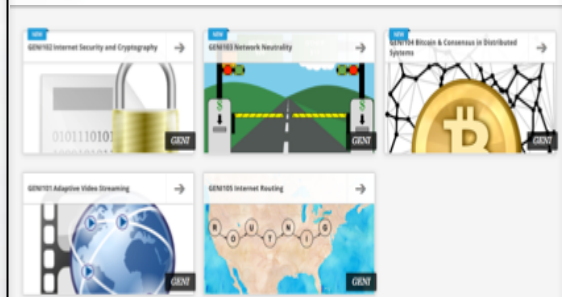 NEW
GENI102 Internet Security and Cryptography
0101110101
GENI
NEW
GENI103 Network Neutrality
$
$
GENI
NEW
GENI104 Bitcoin & Consensus in Distributed
Systems
B
GENI
GENI101 Adaptive Video Streaming
GENI
GENI105 Internet Routing
R O U T I N G
GENI